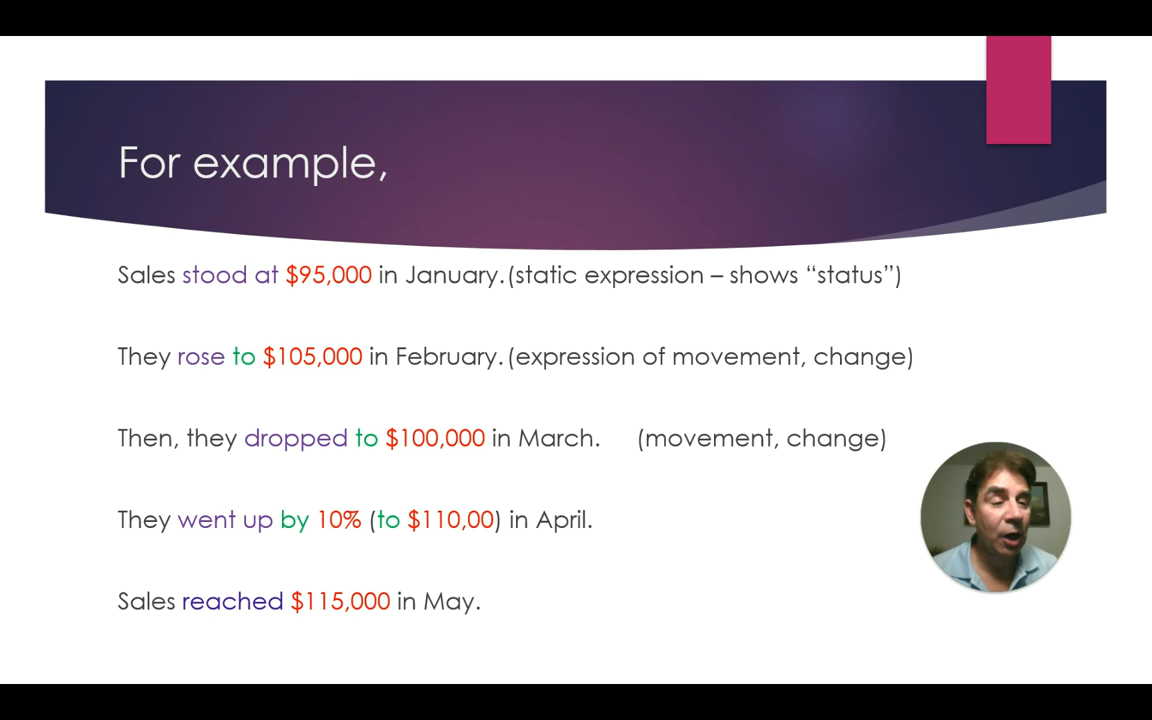 For example,
Sales stood at $95,000 in January. (static expression – shows “status”)
They rose to $105,000 in February. (expression of movement, change)
Then, they dropped to $100,000 in March. (movement, change)
They went up by 10% (to $110,00) in April.
Sales reached $115,000 in May.